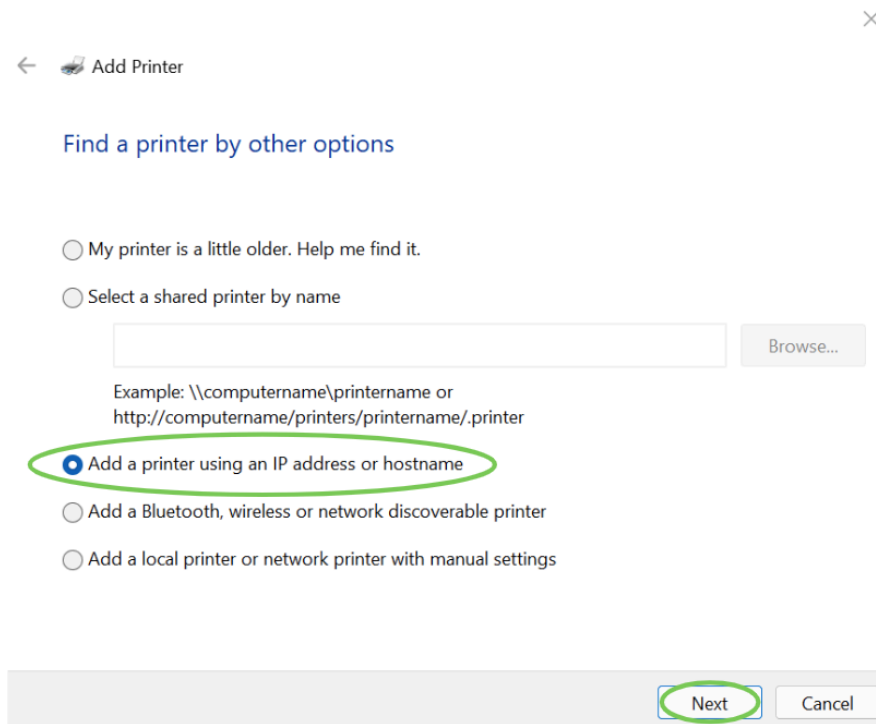 Add Printer
Find a printer by other options
My printer is a little older. Help me find it.
Select a shared printer by name
Browse...
Example: \\computername\printername or
http://computername/printers/printername/.printer
Add a printer using an IP address or hostname
Add a Bluetooth, wireless or network discoverable printer
Add a local printer or network printer with manual settings
Next
Cancel